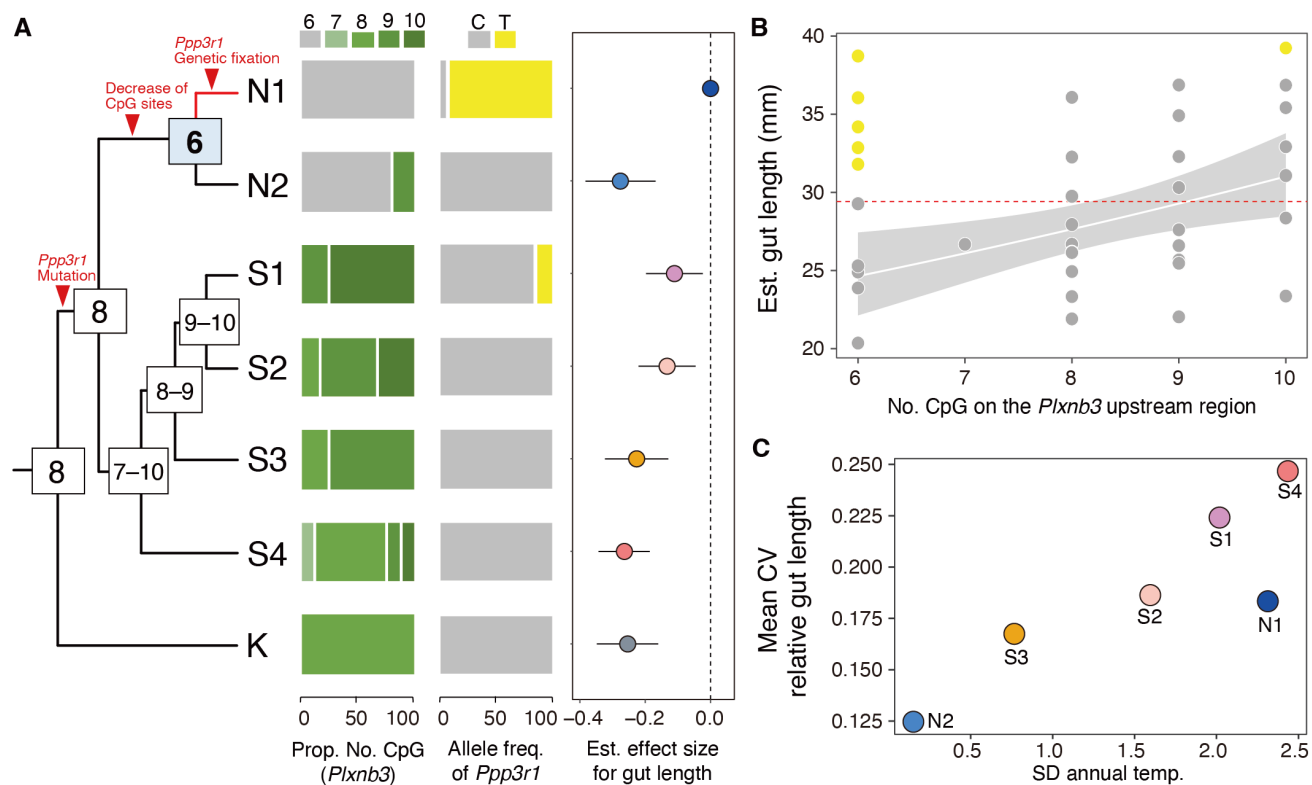 A
6 7 8 9 10
C T
Ppp3r1
Genetic fixation
Decrease of
CpG sites
N1
6
N2
Ppp3r1
Mutation
8
S1
9–10
S2
8–9
S3
8
7–10
S4
K
0 50 100
0 50 100
−0.4 −0.2 0.0
Prop. No. CpG
(Plxnb3)
Allele freq.
of Ppp3r1
Est. effect size
for gut length
B
40
35
30
25
20
Est. gut length (mm)
6 7 8 9 10
No. CpG on the Plxnb3 upstream region
C
0.250
0.225
0.200
0.175
0.150
0.125
Mean CV
relative gut length
S4
S1
S2
N1
S3
N2
0.5 1.0 1.5 2.0 2.5
SD annual temp.